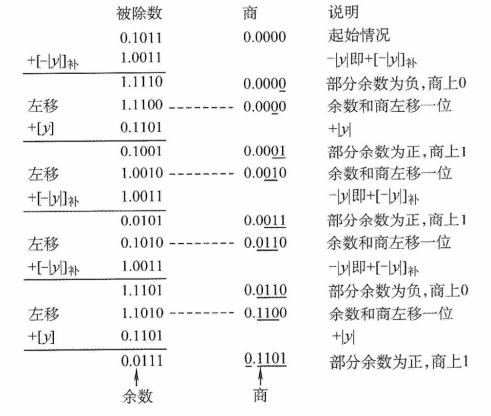 被除数 商 说明
0.1011 0.0000 起始情况
+[-|y|]补 1.0011 -|y|即+[-|y|]补
1.1110 0.0000 部分余数为负,商上0
左移 1.1100 -------- 0.0000 余数和商左移一位
+[y] 0.1101 +|y|
0.1001 0.0001 部分余数为正,商上1
左移 1.0010 -------- 0.0010 余数和商左移一位
+[-|y|]补 1.0011 -|y|即+[-|y|]补
0.0101 0.0011 部分余数为正,商上1
左移 0.1010 -------- 0.0110 余数和商左移一位
+[-|y|]补 1.0011 -|y|即+[-|y|]补
1.1101 0.0110 部分余数为负,商上0
左移 1.1010 -------- 0.1100 余数和商左移一位
+[y] 0.1101 +|y|
0.0111 0.1101 部分余数为正,商上1
余数 商